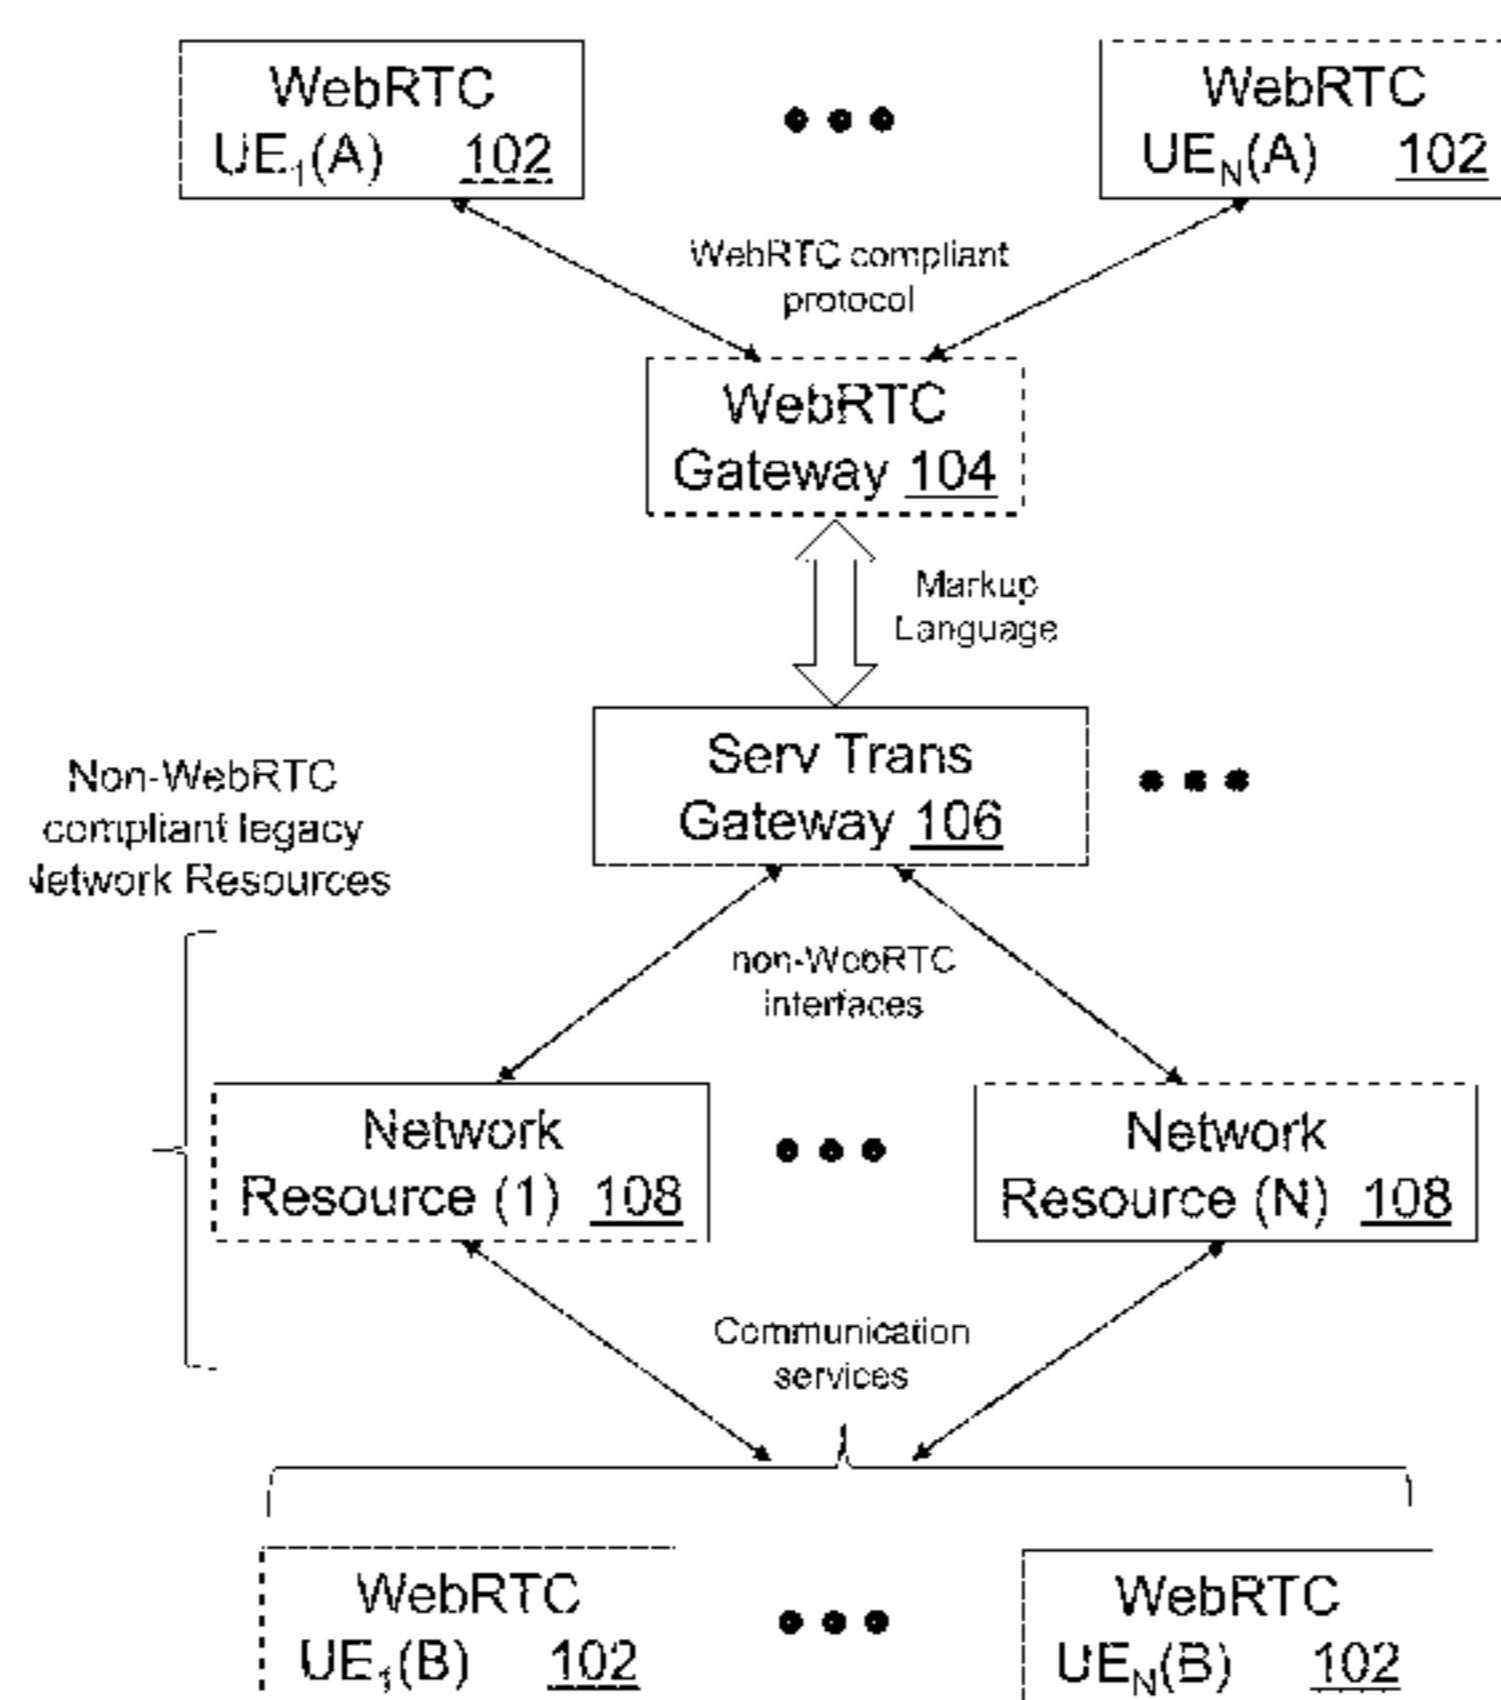 WebRTC
UE1(A) 102
WebRTC
UEN(A) 102
WebRTC compliant
protocol
WebRTC
Gateway 104
Markup
Language
Serv Trans
Gateway 106
Non-WebRTC
compliant legacy
Network Resources
non-WebRTC
interfaces
Network
Resource (1) 108
Network
Resource (N) 108
Communication
services
WebRTC
UE1(B) 102
WebRTC
UEN(B) 102